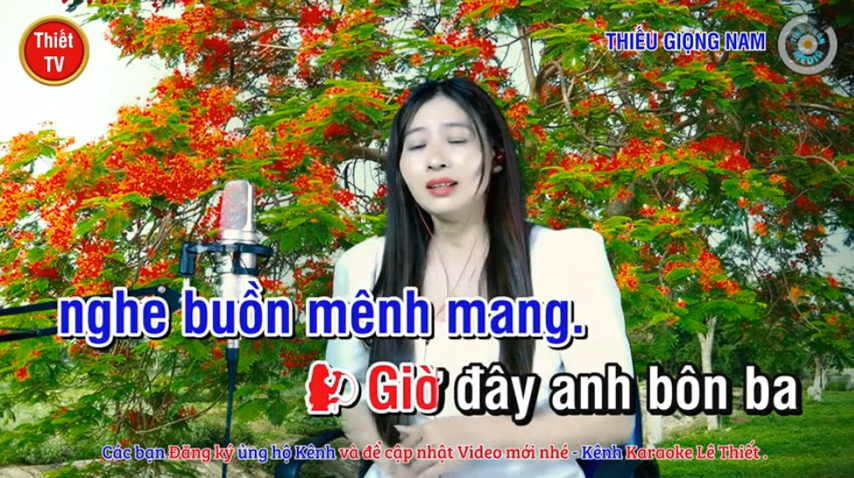 Thiết
TV
THIẾU GIỌNG NAM
nghe buồn mênh mang.
Giờ đây anh bôn ba
Các bạn Đăng ký ủng hộ Kênh và để cập nhật Video mới nhé - Kênh Karaoke Lê Thiết .